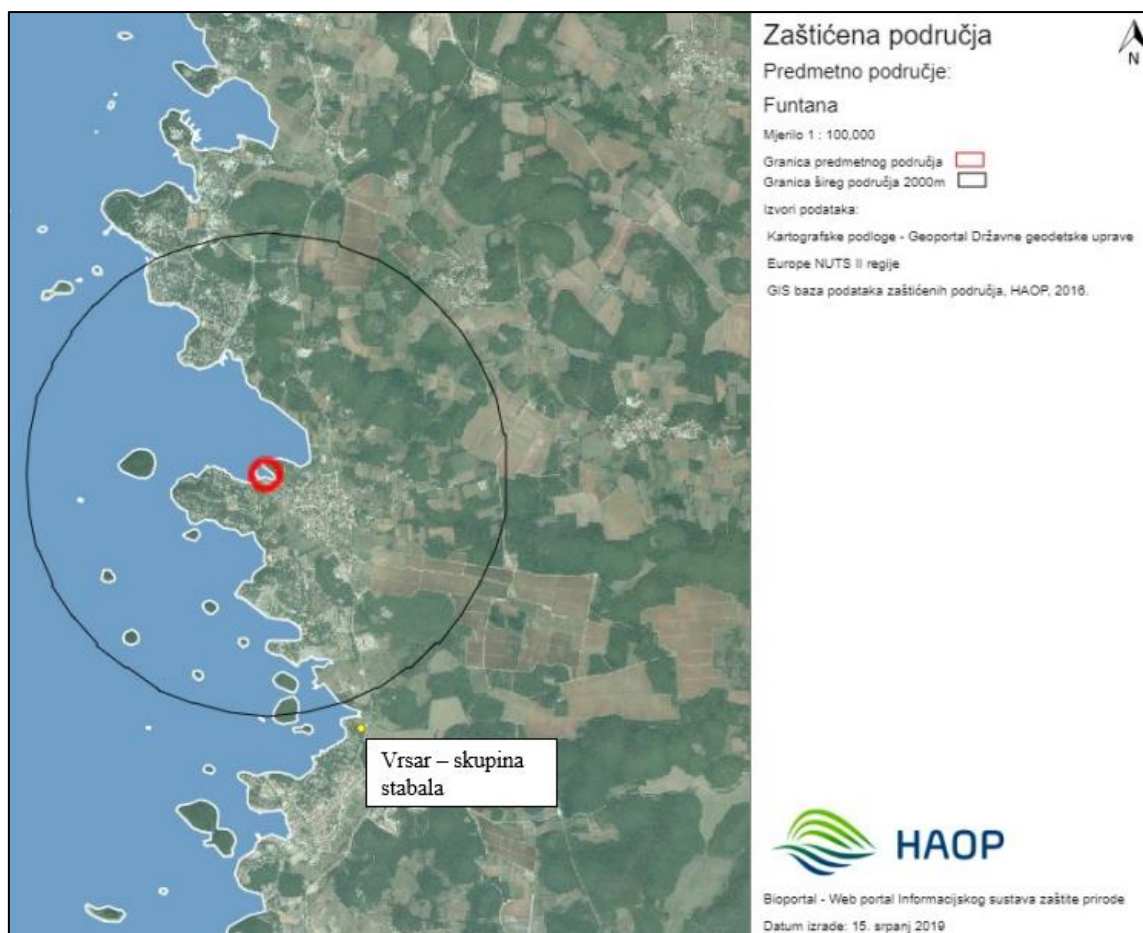 Zaštićena područja
N
Predmetno područje:
Funtana
Mjerilo 1 : 100,000
Granica predmetnog područja
Granica šireg područja 2000m
Izvori podataka:
Kartografske podloge - Geoportal Državne geodetske uprave
Europe NUTS II regije
GIS baza podataka zaštićenih područja, HAOP, 2016.
Vrsar – skupina
stabala
HAOP
Bioportal - Web portal Informacijskog sustava zaštite prirode
Datum izrade: 15. srpanj 2019